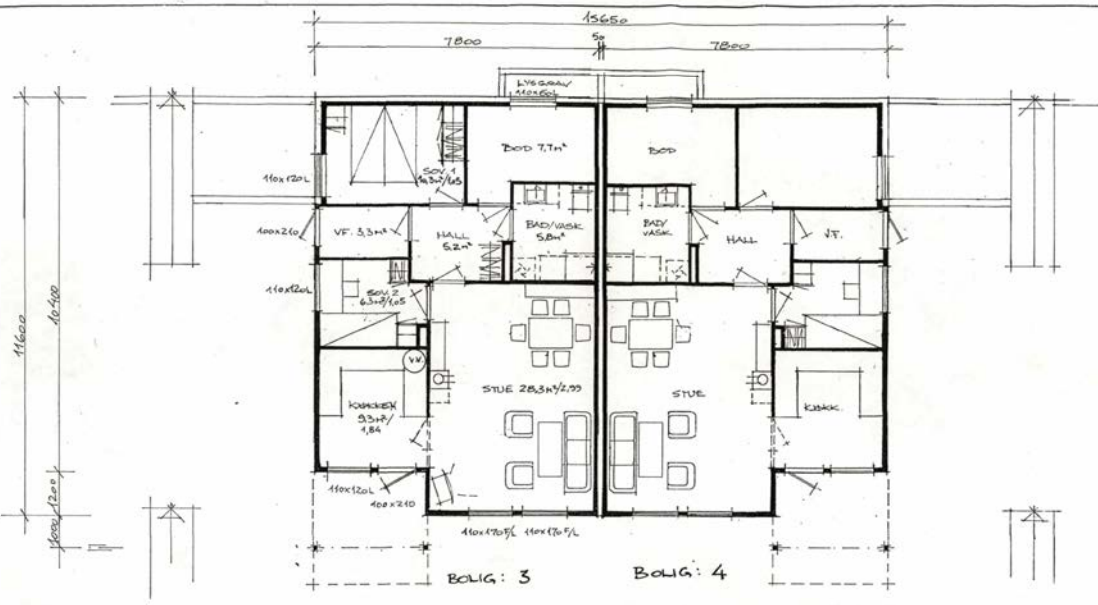 15650
7800
50
7800
LYSGRAV
110x60L
BOD 7,7m²
BOD
SOV. 1
110x120L
VF. 3,3m²
100x210
HALL
5,2m²
BAD/VASK
5,8m²
BAD/
VASK
HALL
V.F.
110x120L
SOV. 2
6,3m²/1,05
11600
10400
V.V.
STUE 28,3m²/2,99
STUE
KJØKKEN
9,3m²/
1,84
KJØKK.
110x120L
100x210
1200
1000
110x170F/L 110x170F/L
BOLIG: 3
BOLIG: 4